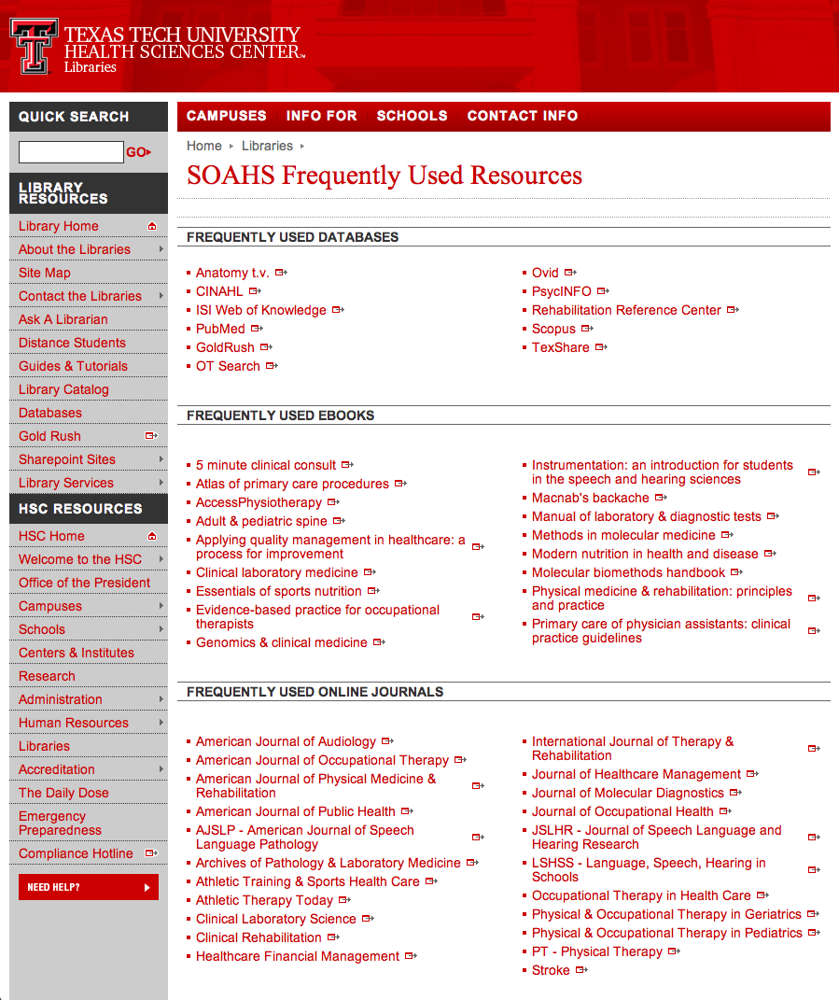 TEXAS TECH UNIVERSITY
HEALTH SCIENCES CENTER™
Libraries
QUICK SEARCH
GO
LIBRARY
RESOURCES
Library Home
About the Libraries
Site Map
Contact the Libraries
Ask A Librarian
Distance Students
Guides & Tutorials
Library Catalog
Databases
Gold Rush
Sharepoint Sites
Library Services
HSC RESOURCES
HSC Home
Welcome to the HSC
Office of the President
Campuses
Schools
Centers & Institutes
Research
Administration
Human Resources
Libraries
Accreditation
The Daily Dose
Emergency
Preparedness
Compliance Hotline
NEED HELP?
CAMPUSES INFO FOR SCHOOLS CONTACT INFO
Home Libraries
SOAHS Frequently Used Resources
FREQUENTLY USED DATABASES
Anatomy t.v.
CINAHL
ISI Web of Knowledge
PubMed
GoldRush
OT Search
Ovid
PsycINFO
Rehabilitation Reference Center
Scopus
TexShare
FREQUENTLY USED EBOOKS
5 minute clinical consult
Atlas of primary care procedures
AccessPhysiotherapy
Adult & pediatric spine
Applying quality management in healthcare: a
process for improvement
Clinical laboratory medicine
Essentials of sports nutrition
Evidence-based practice for occupational
therapists
Genomics & clinical medicine
Instrumentation: an introduction for students
in the speech and hearing sciences
Macnab's backache
Manual of laboratory & diagnostic tests
Methods in molecular medicine
Modern nutrition in health and disease
Molecular biomethods handbook
Physical medicine & rehabilitation: principles
and practice
Primary care of physician assistants: clinical
practice guidelines
FREQUENTLY USED ONLINE JOURNALS
American Journal of Audiology
American Journal of Occupational Therapy
American Journal of Physical Medicine &
Rehabilitation
American Journal of Public Health
AJSLP - American Journal of Speech
Language Pathology
Archives of Pathology & Laboratory Medicine
Athletic Training & Sports Health Care
Athletic Therapy Today
Clinical Laboratory Science
Clinical Rehabilitation
Healthcare Financial Management
International Journal of Therapy &
Rehabilitation
Journal of Healthcare Management
Journal of Molecular Diagnostics
Journal of Occupational Health
JSLHR - Journal of Speech Language and
Hearing Research
LSHSS - Language, Speech, Hearing in
Schools
Occupational Therapy in Health Care
Physical & Occupational Therapy in Geriatrics
Physical & Occupational Therapy in Pediatrics
PT - Physical Therapy
Stroke